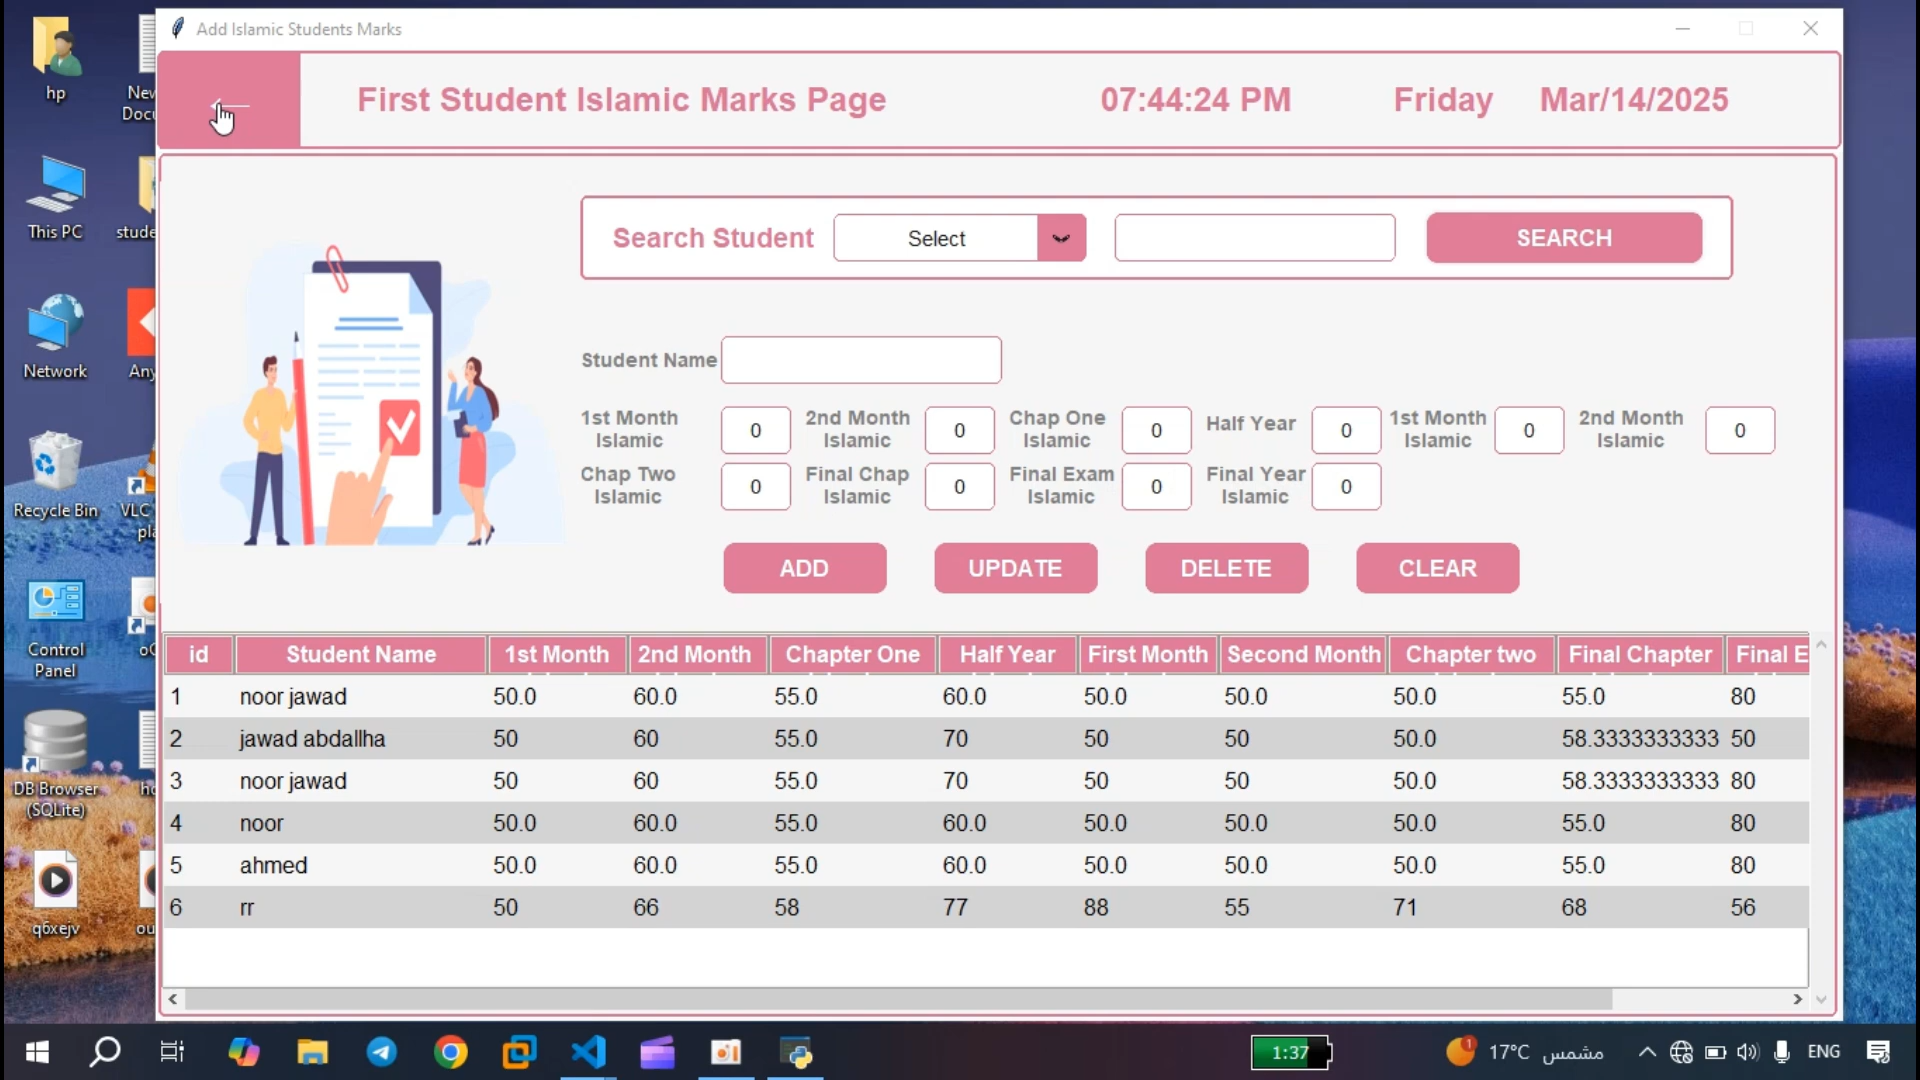 Add Islamic Students Marks
First Student Islamic Marks Page
07:44:24 PM
Friday
Mar/14/2025
Search Student
Select
SEARCH
Student Name
1st Month Islamic
0
2nd Month Islamic
0
Chap One Islamic
0
Half Year
0
1st Month Islamic
0
2nd Month Islamic
0
Chap Two Islamic
0
Final Chap Islamic
0
Final Exam Islamic
0
Final Year Islamic
0
ADD
UPDATE
DELETE
CLEAR
id Student Name 1st Month 2nd Month Chapter One Half Year First Month Second Month Chapter two Final Chapter Final E
1 noor jawad 50.0 60.0 55.0 60.0 50.0 50.0 50.0 55.0 80
2 jawad abdallha 50 60 55.0 70 50 50 50.0 58.3333333333 50
3 noor jawad 50 60 55.0 70 50 50 50.0 58.3333333333 80
4 noor 50.0 60.0 55.0 60.0 50.0 50.0 50.0 55.0 80
5 ahmed 50.0 60.0 55.0 60.0 50.0 50.0 50.0 55.0 80
6 rr 50 66 58 77 88 55 71 68 56
hp
New
Docu
This PC
stude
Network
Any
Recycle Bin
VLC
pla
Control
Panel
oC
DB Browser
(SQLite)
ho
q6xejv
ou
1:37
1
17°C مشمس
ENG